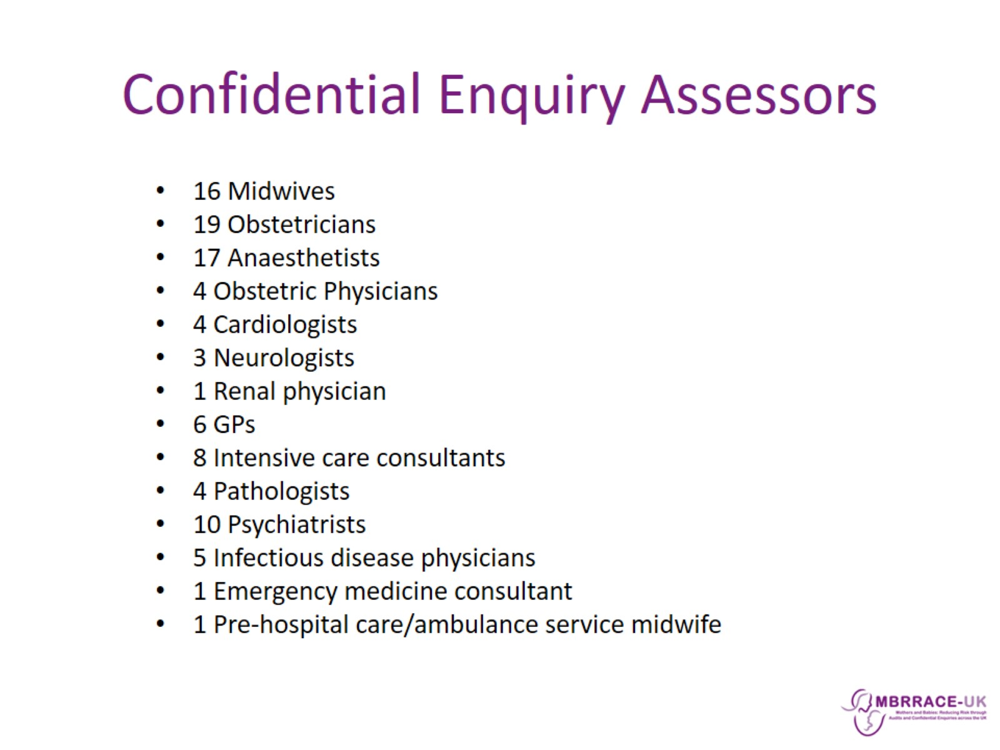 Confidential Enquiry Assessors
• 16 Midwives
• 19 Obstetricians
• 17 Anaesthetists
• 4 Obstetric Physicians
• 4 Cardiologists
• 3 Neurologists
• 1 Renal physician
• 6 GPs
• 8 Intensive care consultants
• 4 Pathologists
• 10 Psychiatrists
• 5 Infectious disease physicians
• 1 Emergency medicine consultant
• 1 Pre-hospital care/ambulance service midwife
MBRRACE-UK
Mothers and Babies: Reducing Risk through
Audits and Confidential Enquiries across the UK